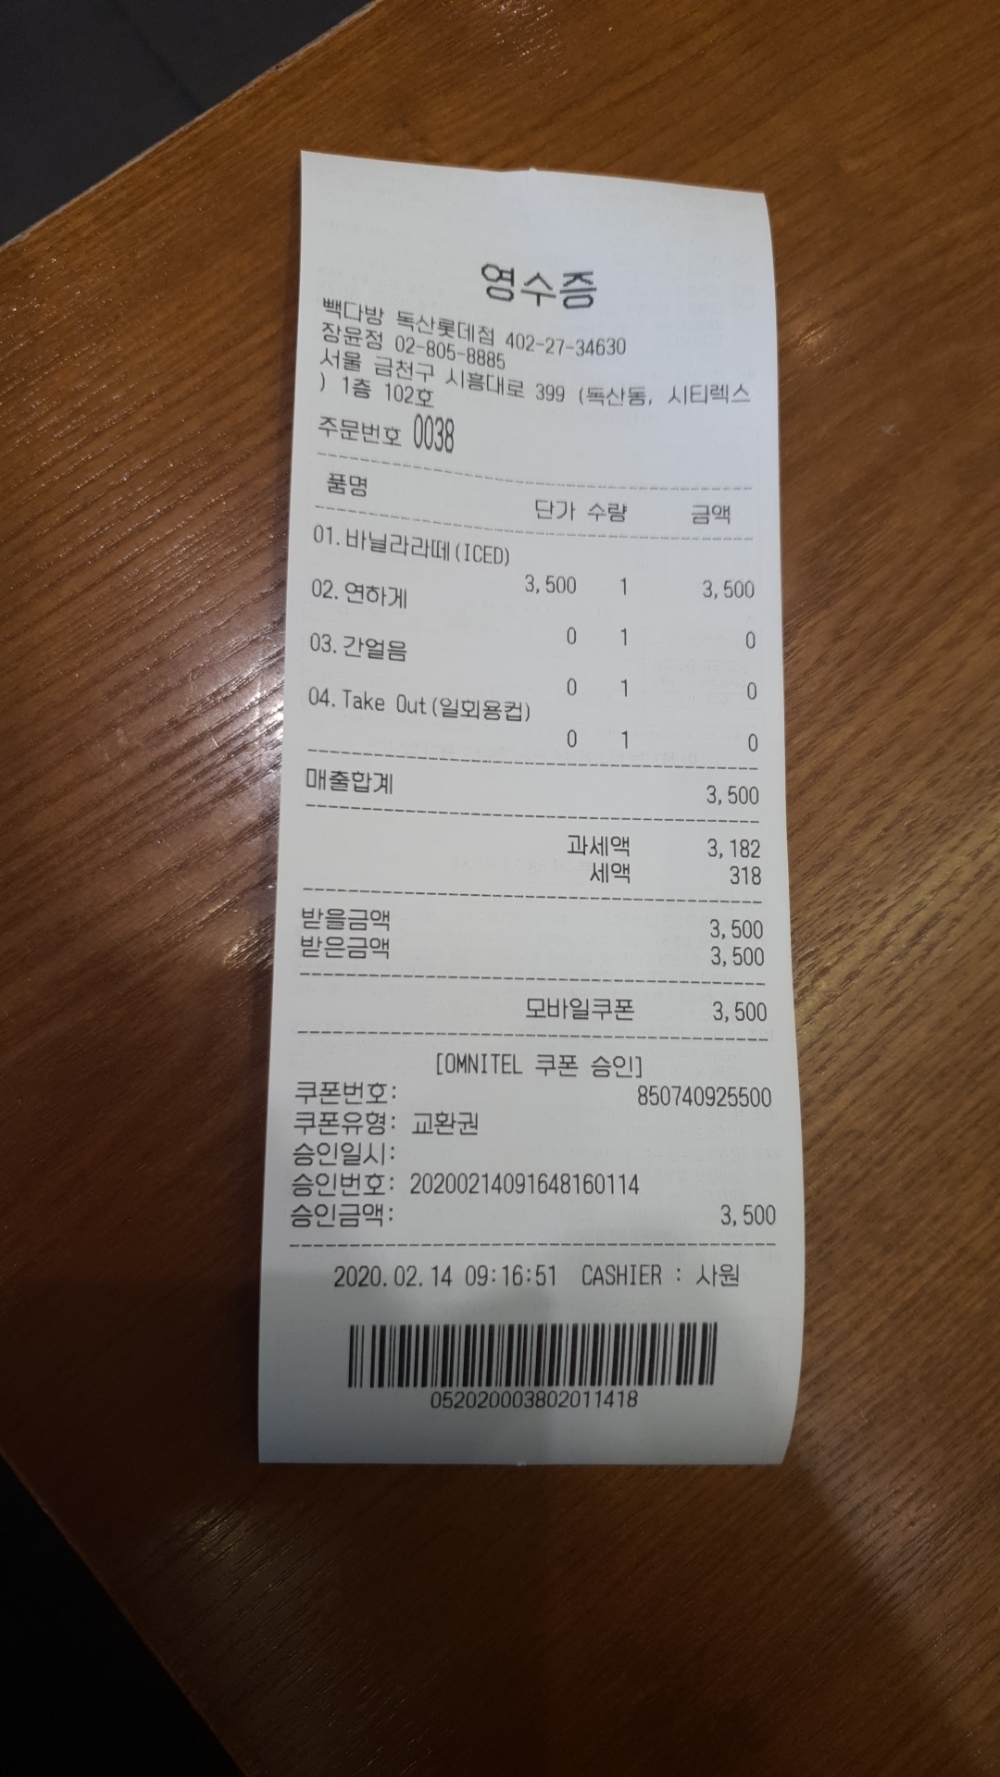 영수증
빽다방 독산롯데점 402-27-34630
장윤정 02-805-8885
서울 금천구 시흥대로 399 (독산동, 시티렉스
) 1층 102호
주문번호 0038
품명 단가 수량 금액
01.바닐라라떼(ICED)
3,500 1 3,500
02.연하게
0 1 0
03.간얼음
0 1 0
04.Take Out(일회용컵)
0 1 0
매출합계 3,500
과세액 3,182
세액 318
받을금액 3,500
받은금액 3,500
모바일쿠폰 3,500
[OMNITEL 쿠폰 승인]
쿠폰번호: 850740925500
쿠폰유형: 교환권
승인일시:
승인번호: 20200214091648160114
승인금액: 3,500
2020.02.14 09:16:51 CASHIER : 사원
052020003802011418